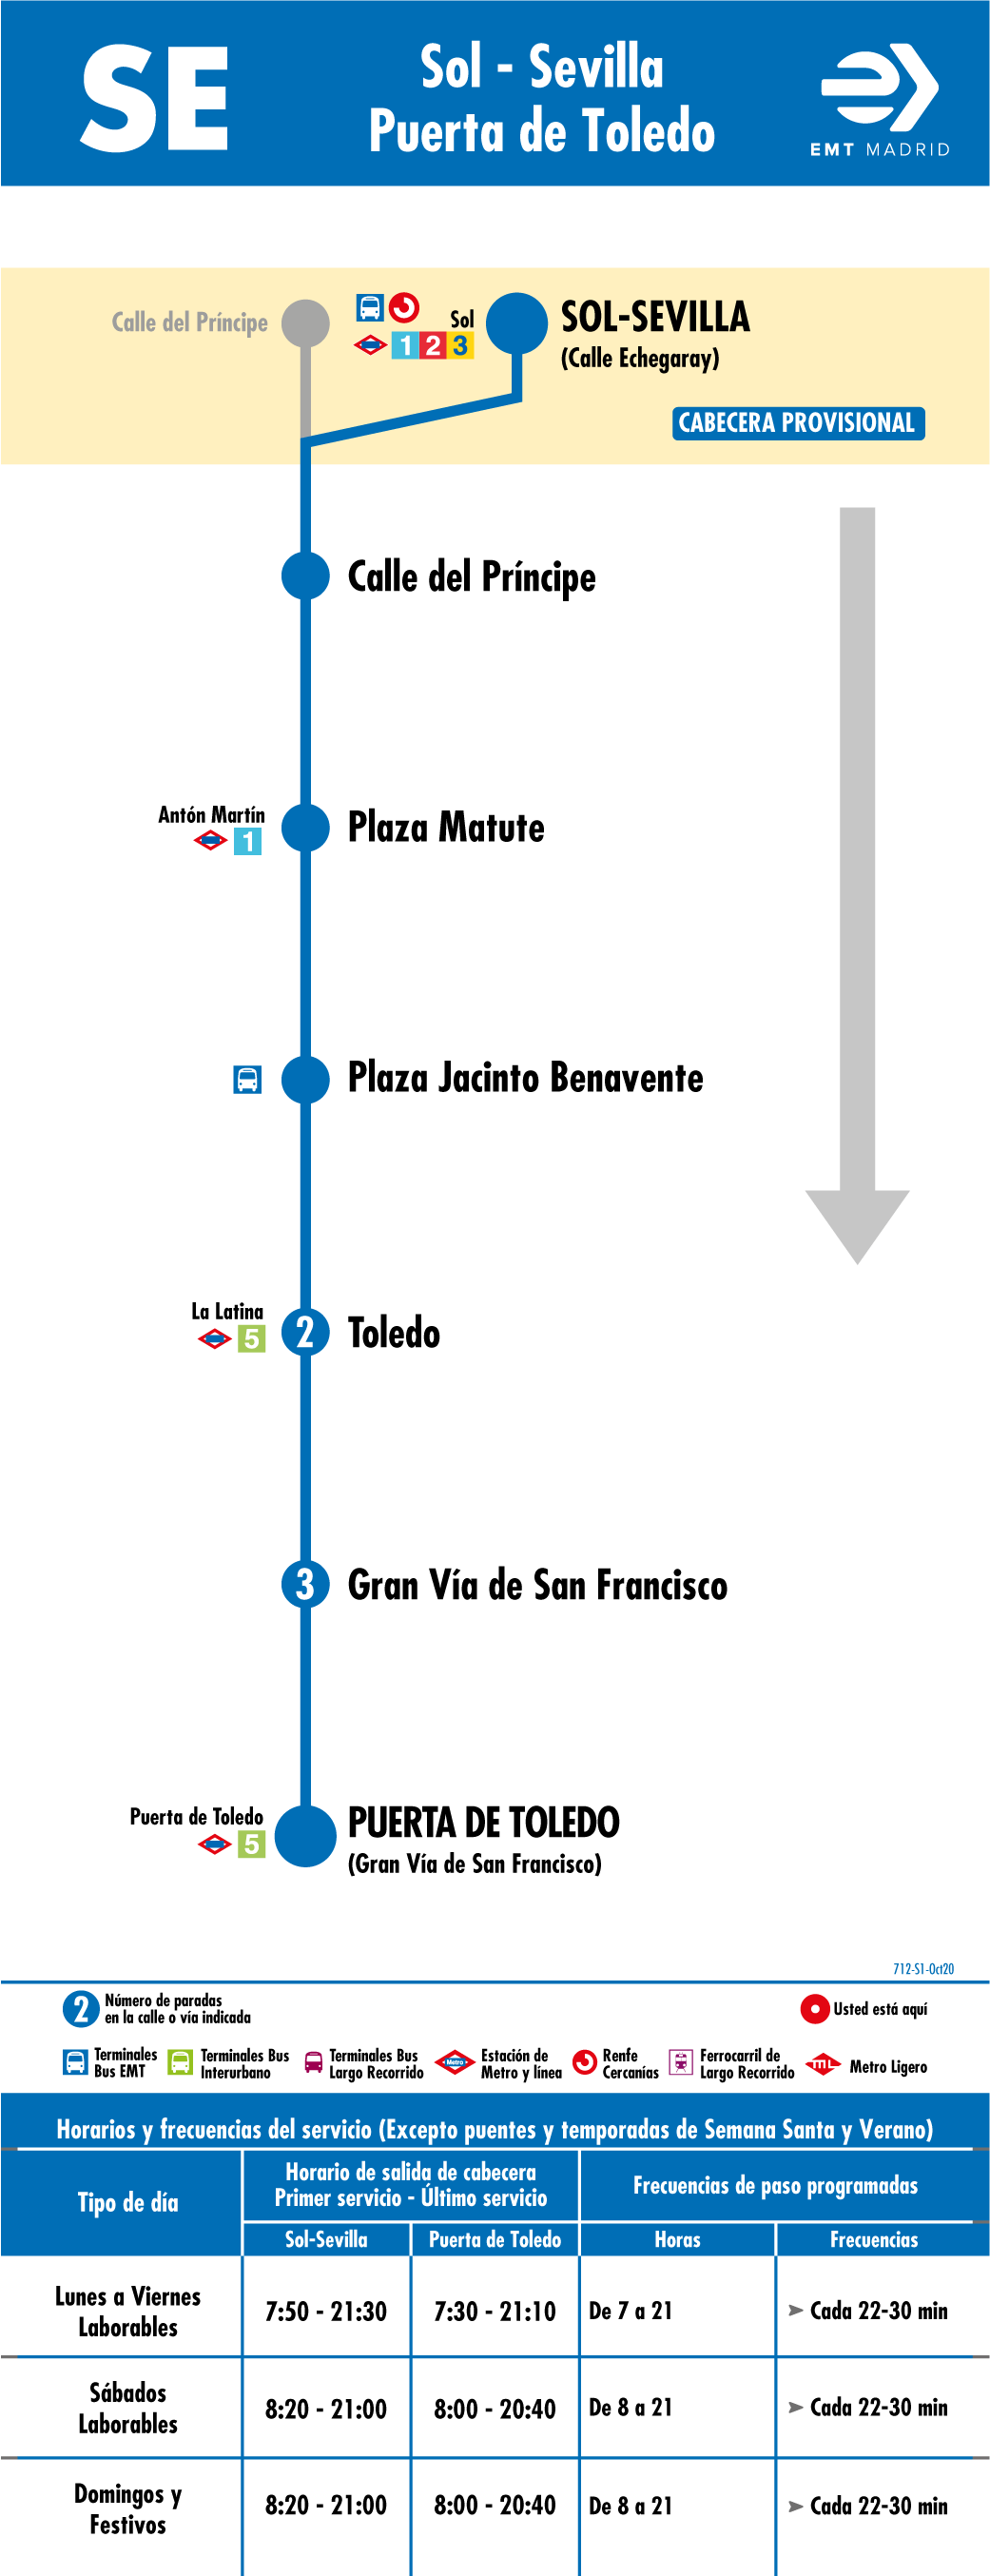 SE
Sol - Sevilla
Puerta de Toledo
EMT MADRID
Calle del Príncipe
Sol
1 2 3
SOL-SEVILLA
(Calle Echegaray)
CABECERA PROVISIONAL
Calle del Príncipe
Antón Martín
1
Plaza Matute
Plaza Jacinto Benavente
La Latina
5
2
Toledo
3
Gran Vía de San Francisco
Puerta de Toledo
5
PUERTA DE TOLEDO
(Gran Vía de San Francisco)
712-S1-Oct20
2
Número de paradas
en la calle o vía indicada
Usted está aquí
Terminales
Bus EMT
Terminales Bus
Interurbano
Terminales Bus
Largo Recorrido
Metro
Estación de
Metro y línea
Renfe
Cercanías
Ferrocarril de
Largo Recorrido
ML
Metro Ligero
Horarios y frecuencias del servicio (Excepto puentes y temporadas de Semana Santa y Verano)
Tipo de día
Horario de salida de cabecera
Primer servicio - Último servicio
Frecuencias de paso programadas
Sol-Sevilla
Puerta de Toledo
Horas
Frecuencias
Lunes a Viernes
Laborables
7:50 - 21:30
7:30 - 21:10
De 7 a 21
➤ Cada 22-30 min
Sábados
Laborables
8:20 - 21:00
8:00 - 20:40
De 8 a 21
➤ Cada 22-30 min
Domingos y
Festivos
8:20 - 21:00
8:00 - 20:40
De 8 a 21
➤ Cada 22-30 min